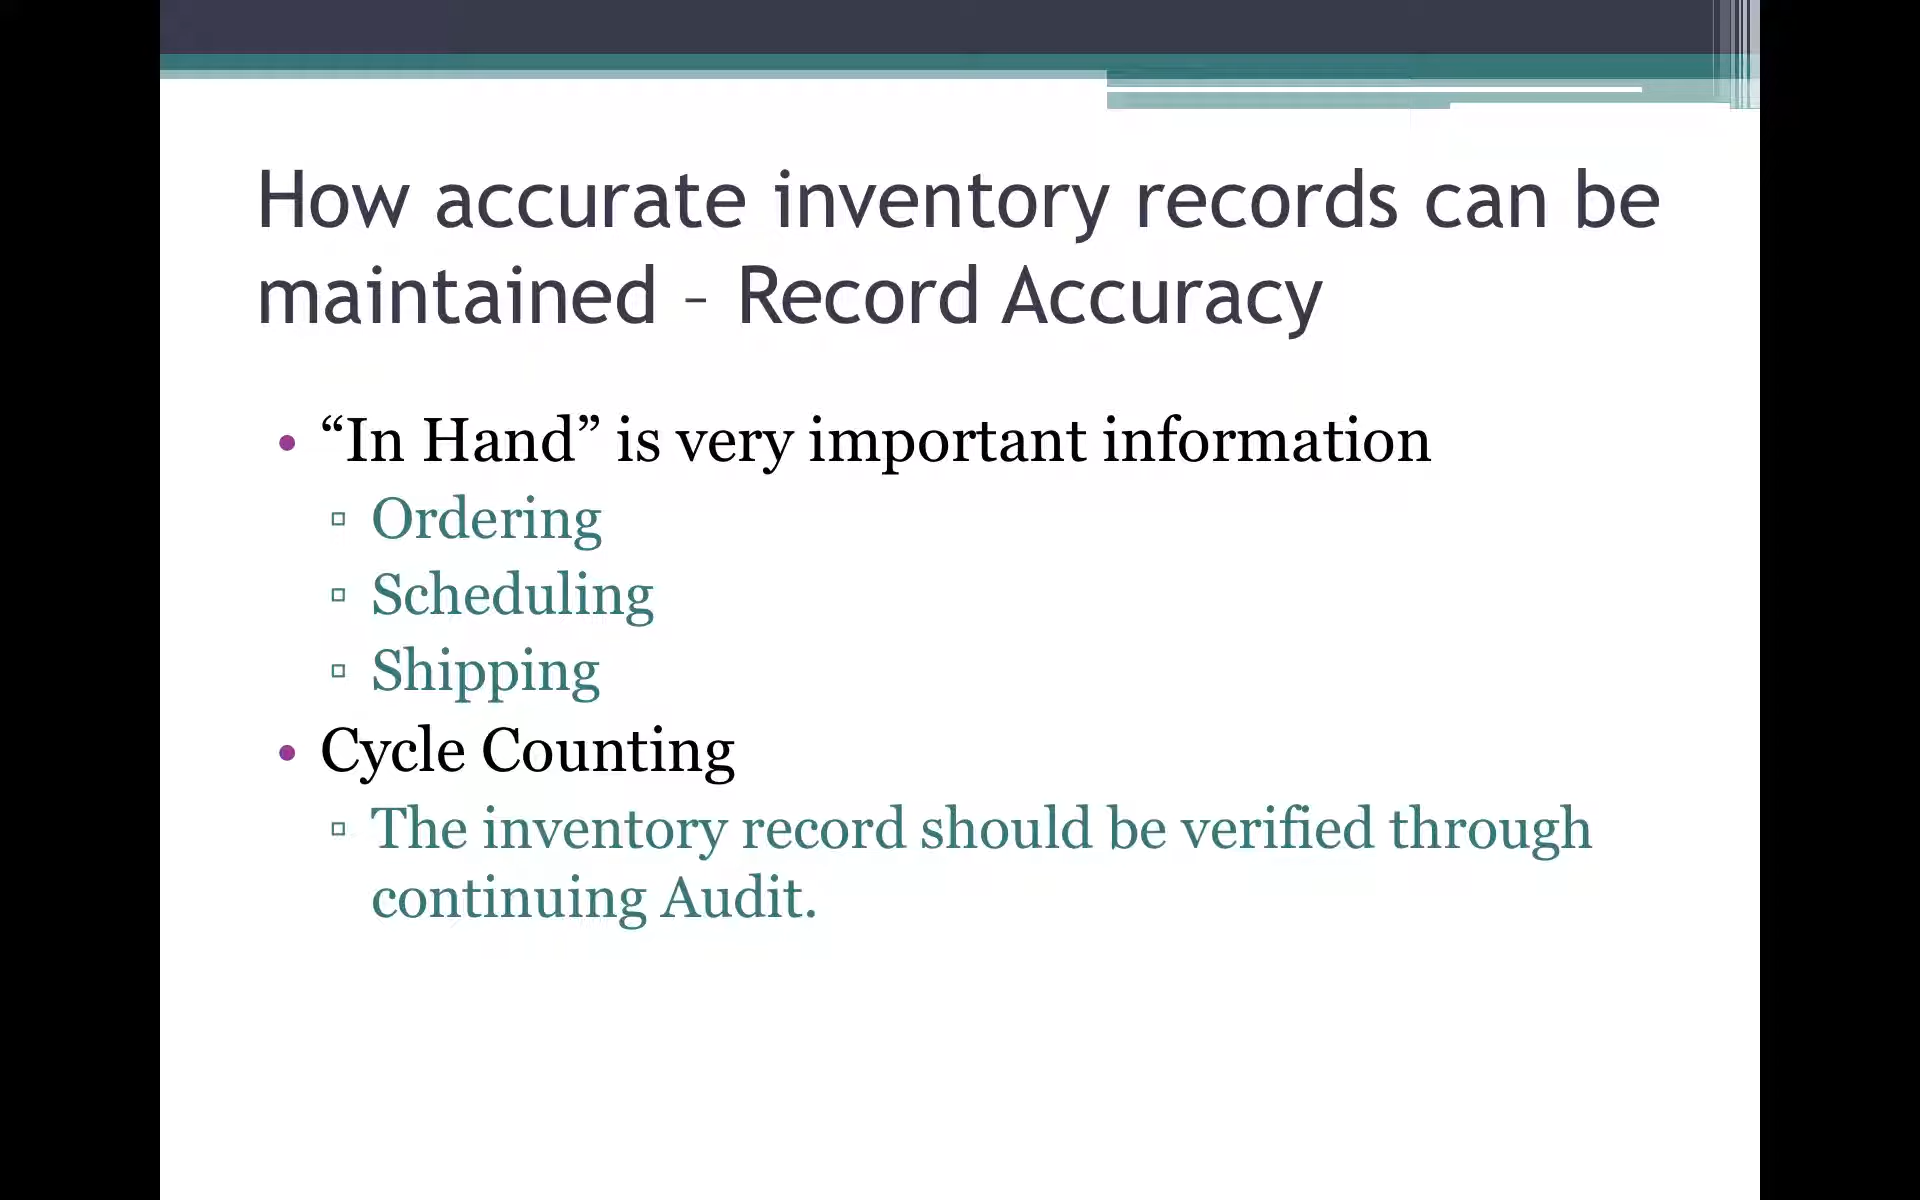 How accurate inventory records can be
maintained – Record Accuracy
• “In Hand” is very important information
▫ Ordering
▫ Scheduling
▫ Shipping
• Cycle Counting
▫ The inventory record should be verified through
continuing Audit.